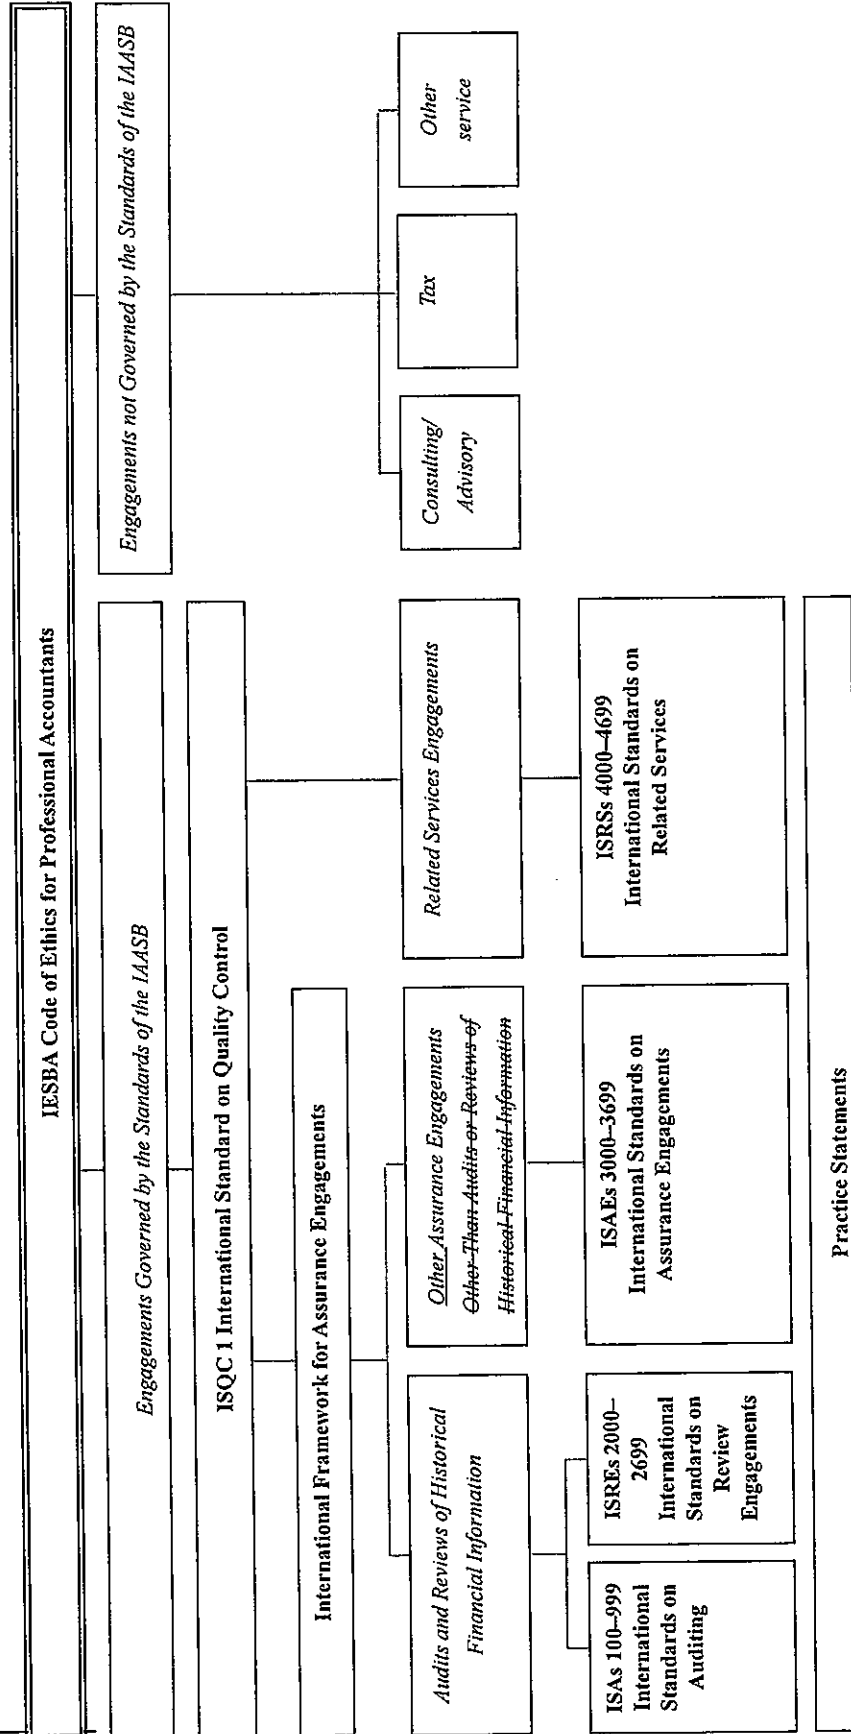 IESBA Code of Ethics for Professional Accountants
Engagements Governed by the Standards of the IAASB
Engagements not Governed by the Standards of the IAASB
ISQC 1 International Standard on Quality Control
International Framework for Assurance Engagements
Audits and Reviews of Historical
Financial Information
Other Assurance Engagements
Other Than Audits or Reviews of
Historical Financial Information
Related Services Engagements
Consulting/
Advisory
Tax
Other
service
ISAs 100–999
International
Standards on
Auditing
ISREs 2000–
2699
International
Standards on
Review
Engagements
ISAEs 3000–3699
International Standards on
Assurance Engagements
ISRSs 4000–4699
International Standards on
Related Services
Practice Statements